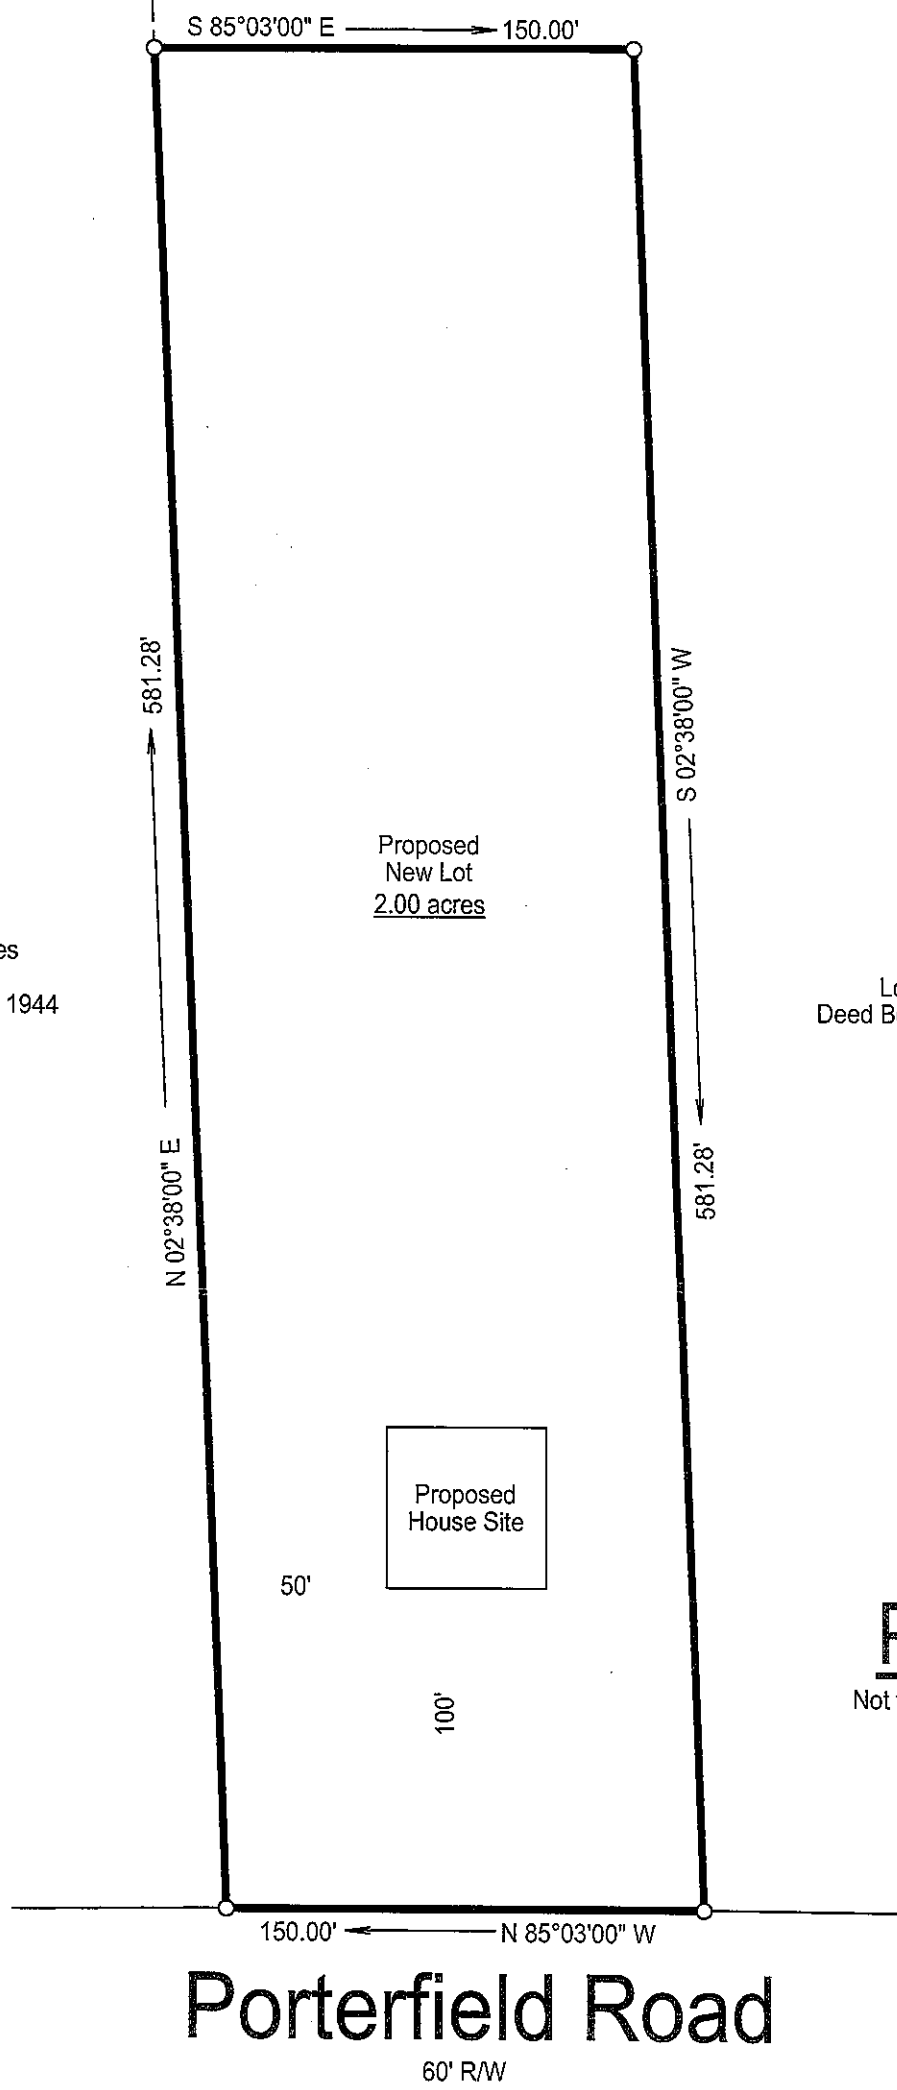 S 85°03'00" E 150.00'
581.28'
S 02°38'00" W
Proposed
New Lot
2.00 acres
1944
Deed
N 02°38'00" E
581.28'
Proposed
House Site
50'
100'
Not
150.00' N 85°03'00" W
Porterfield Road
60' R/W